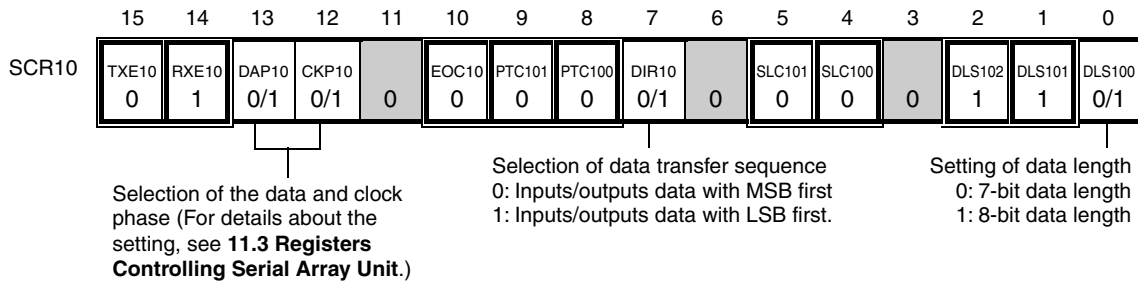 15 14 13 12 11 10 9 8 7 6 5 4 3 2 1 0
SCR10 TXE10 RXE10 DAP10 CKP10 EOC10 PTC101 PTC100 DIR10 SLC101 SLC100 DLS102 DLS101 DLS100
0 1 0/1 0/1 0 0 0 0 0/1 0 0 0 0 1 1 0/1
Selection of the data and clock
phase (For details about the
setting, see 11.3 Registers
Controlling Serial Array Unit.)
Selection of data transfer sequence
0: Inputs/outputs data with MSB first
1: Inputs/outputs data with LSB first.
Setting of data length
0: 7-bit data length
1: 8-bit data length